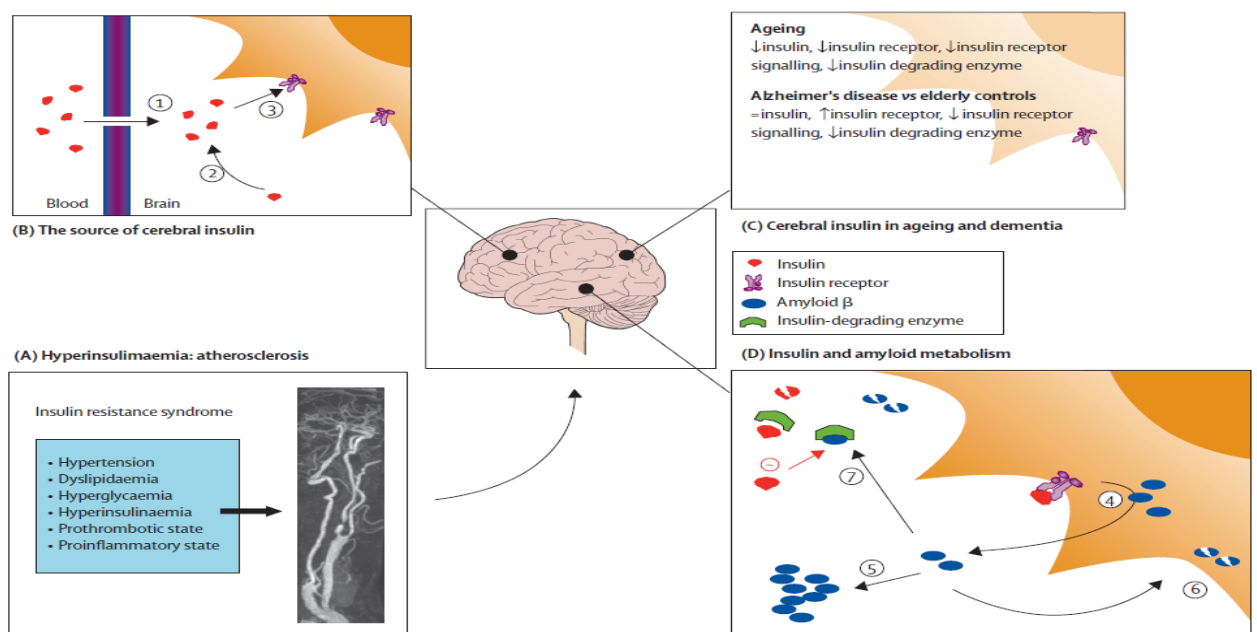 ①
③
②
Blood
Brain
(B) The source of cerebral insulin
Ageing
↓insulin, ↓insulin receptor, ↓insulin receptor
signalling, ↓insulin degrading enzyme
Alzheimer's disease vs elderly controls
=insulin, ↑insulin receptor, ↓insulin receptor
signalling, ↓insulin degrading enzyme
(C) Cerebral insulin in ageing and dementia
Insulin
Insulin receptor
Amyloid β
Insulin-degrading enzyme
(A) Hyperinsulimaemia: atherosclerosis
Insulin resistance syndrome
• Hypertension
• Dyslipidaemia
• Hyperglycaemia
• Hyperinsulinaemia
• Prothrombotic state
• Proinflammatory state
(D) Insulin and amyloid metabolism
−
⑦
④
⑤
⑥